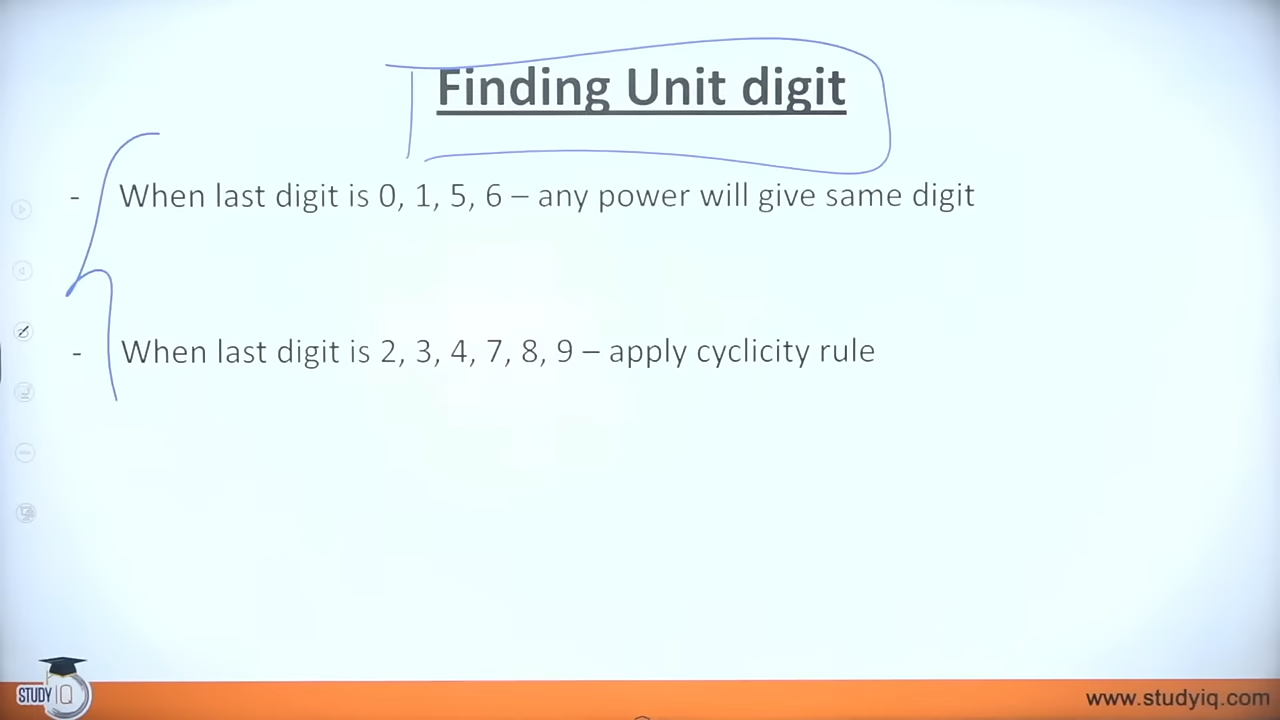 Finding Unit digit
- When last digit is 0, 1, 5, 6 – any power will give same digit
- When last digit is 2, 3, 4, 7, 8, 9 – apply cyclicity rule
STUDY IQ
www.studyiq.com